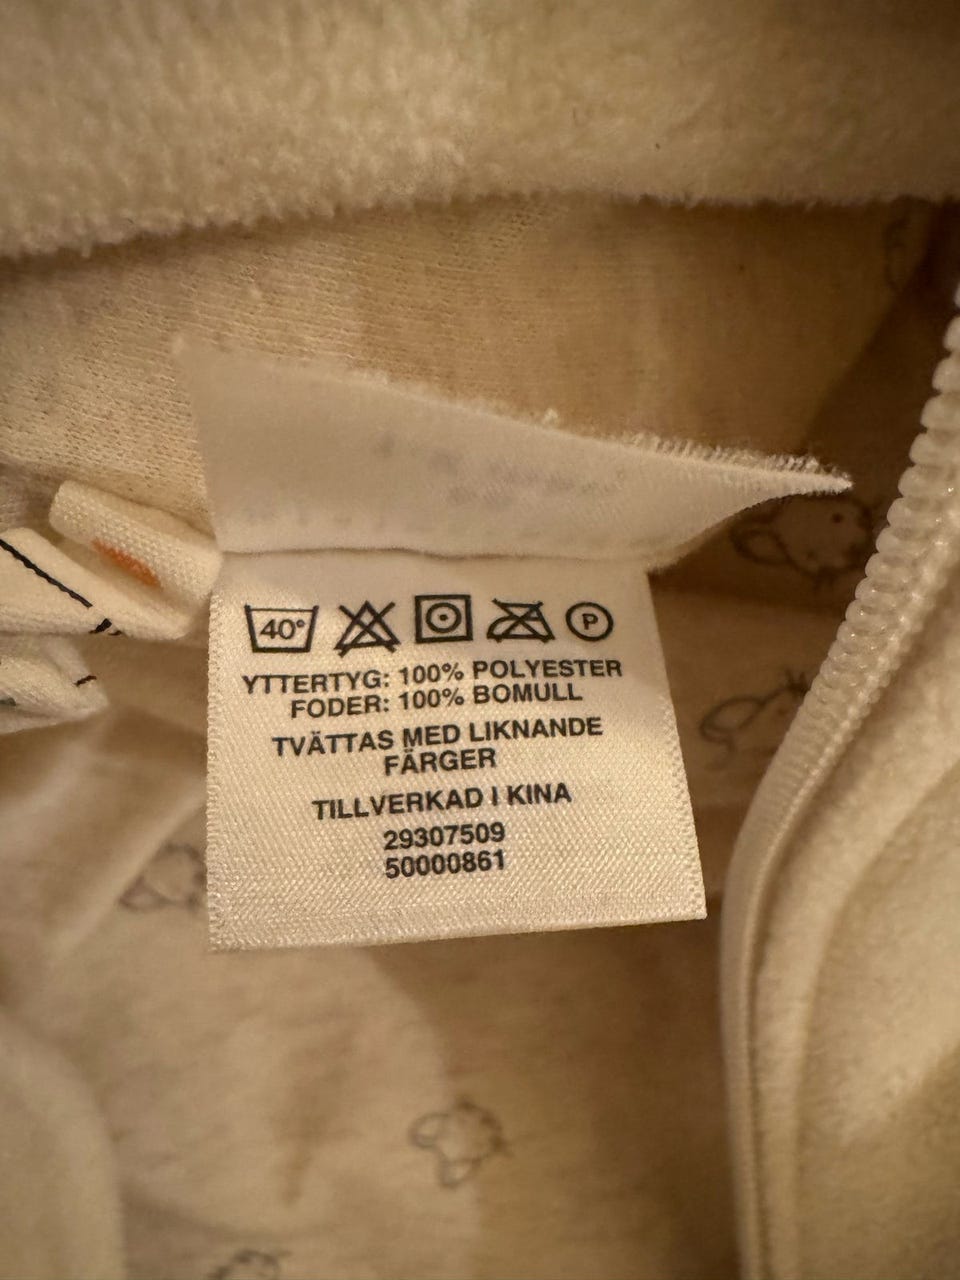 40°
P
YTTERTYG: 100% POLYESTER
FODER: 100% BOMULL
TVÄTTAS MED LIKNANDE
FÄRGER
TILLVERKAD I KINA
29307509
50000861